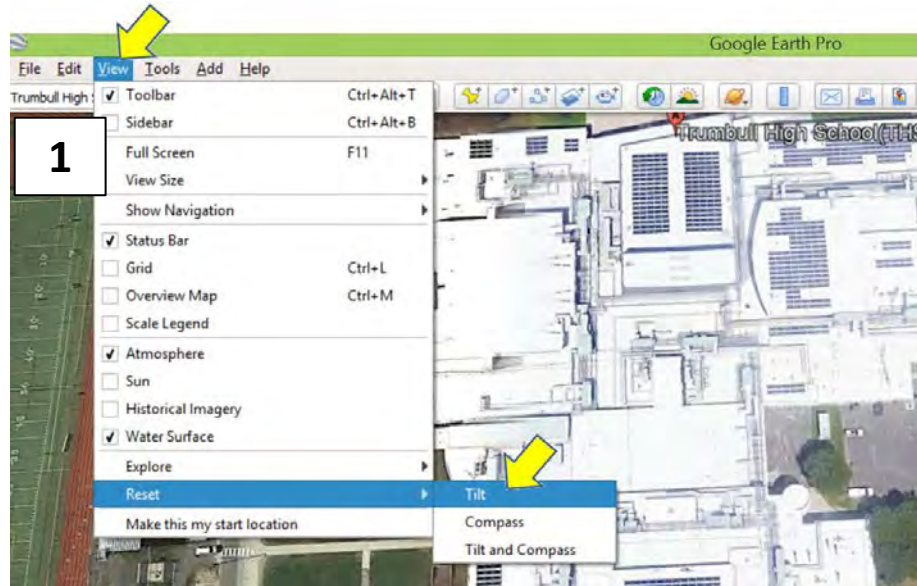 Google Earth Pro
File Edit View Tools Add Help
Trumbull High
Toolbar Ctrl+Alt+T
Sidebar Ctrl+Alt+B
1
Full Screen F11
View Size
Show Navigation
Status Bar
Grid Ctrl+L
Overview Map Ctrl+M
Scale Legend
Atmosphere
Sun
Historical Imagery
Water Surface
Explore
Reset
Make this my start location
Tilt
Compass
Tilt and Compass
A
Trumbull High School(THS